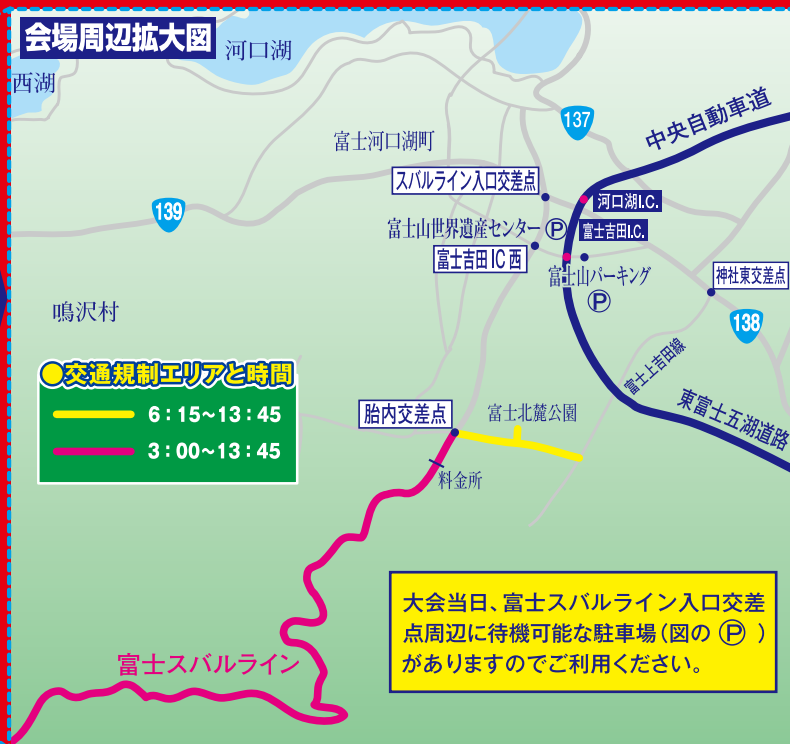 会場周辺拡大図
河口湖
西湖
137
中央自動車道
富士河口湖町
スバルライン入口交差点
139
河口湖I.C.
富士山世界遺産センター Ⓟ
富士吉田I.C.
富士吉田IC西
富士山パーキング
Ⓟ
神社東交差点
鳴沢村
138
富士上吉田線
●交通規制エリアと時間
6:15~13:45
3:00~13:45
胎内交差点
富士北麓公園
東富士五湖道路
料金所
大会当日、富士スバルライン入口交差
点周辺に待機可能な駐車場(図の Ⓟ )
がありますのでご利用ください。
富士スバルライン